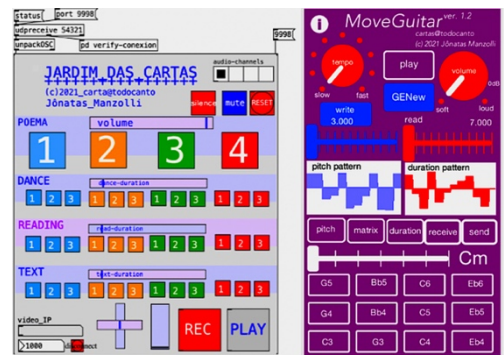 status
port 9998
udpreceive 54321
9998
unpackOSC
pd verify-conexion
audio-channels
JARDIM DAS CARTAS
(c)2021_carta@todocanto
Jônatas_Manzolli
silence
mute
RESET
POEMA
volume
1 2 3 4
DANCE
dance-duration
1 2 3 1 2 3 1 2 3 1 2 3
READING
read-duration
1 2 3 1 2 3 1 2 3 1 2 3
TEXT
text-duration
1 2 3 1 2 3 1 2 3 1 2 3
video_IP
>1000
REC
PLAY
i
MoveGuitar ver. 1.2
cartas@todocanto
(c) 2021 Jônatas Manzolli
tempo
play
volume
0dB
slow
fast
GENew
soft
loud
write
3.000
read
7.000
pitch pattern
duration pattern
pitch
matrix
duration
receive
send
Cm
G5 Bb5 C6 Eb6
G4 Bb4 C5 Eb5
C3 G3 C4 Eb4